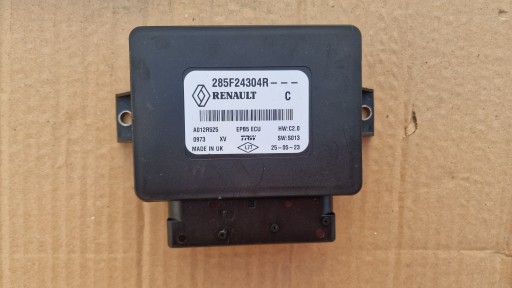 285F24304R---
RENAULT C
A012R525 EPB5 ECU HW:C2.0
0973 XV TRW SW:S013
MADE IN UK L77 25-05-23